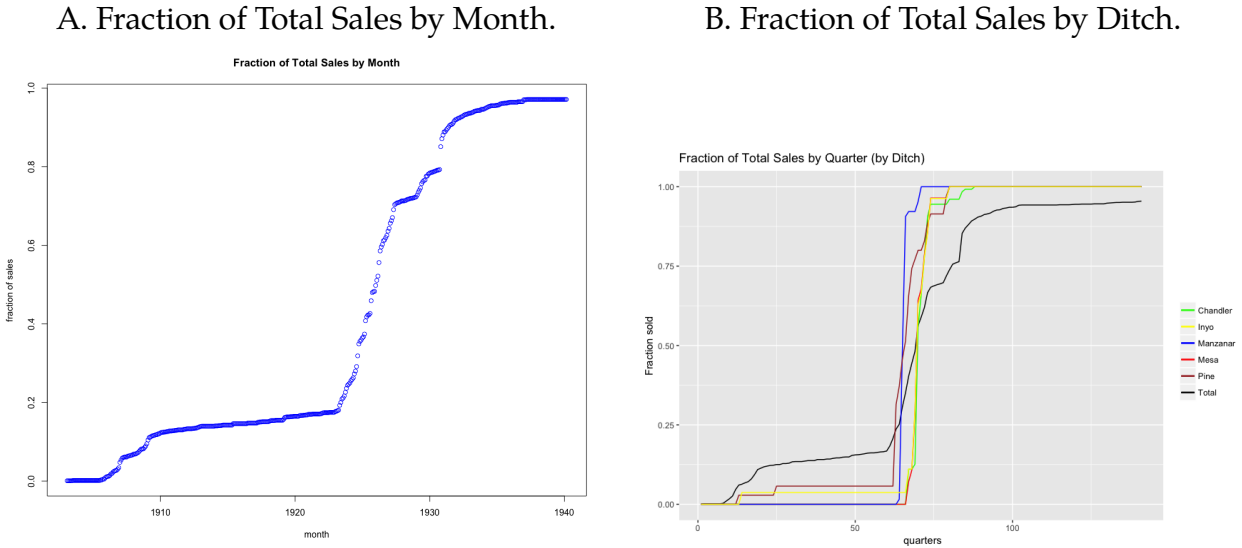 A. Fraction of Total Sales by Month.
B. Fraction of Total Sales by Ditch.
Fraction of Total Sales by Month
fraction of sales
1.0
0.8
0.6
0.4
0.2
0.0
1910 1920 1930 1940
month
Fraction of Total Sales by Quarter (by Ditch)
Fraction sold
1.00
0.75
0.50
0.25
0.00
0 50 100
quarters
Chandler
Inyo
Manzanar
Mesa
Pine
Total